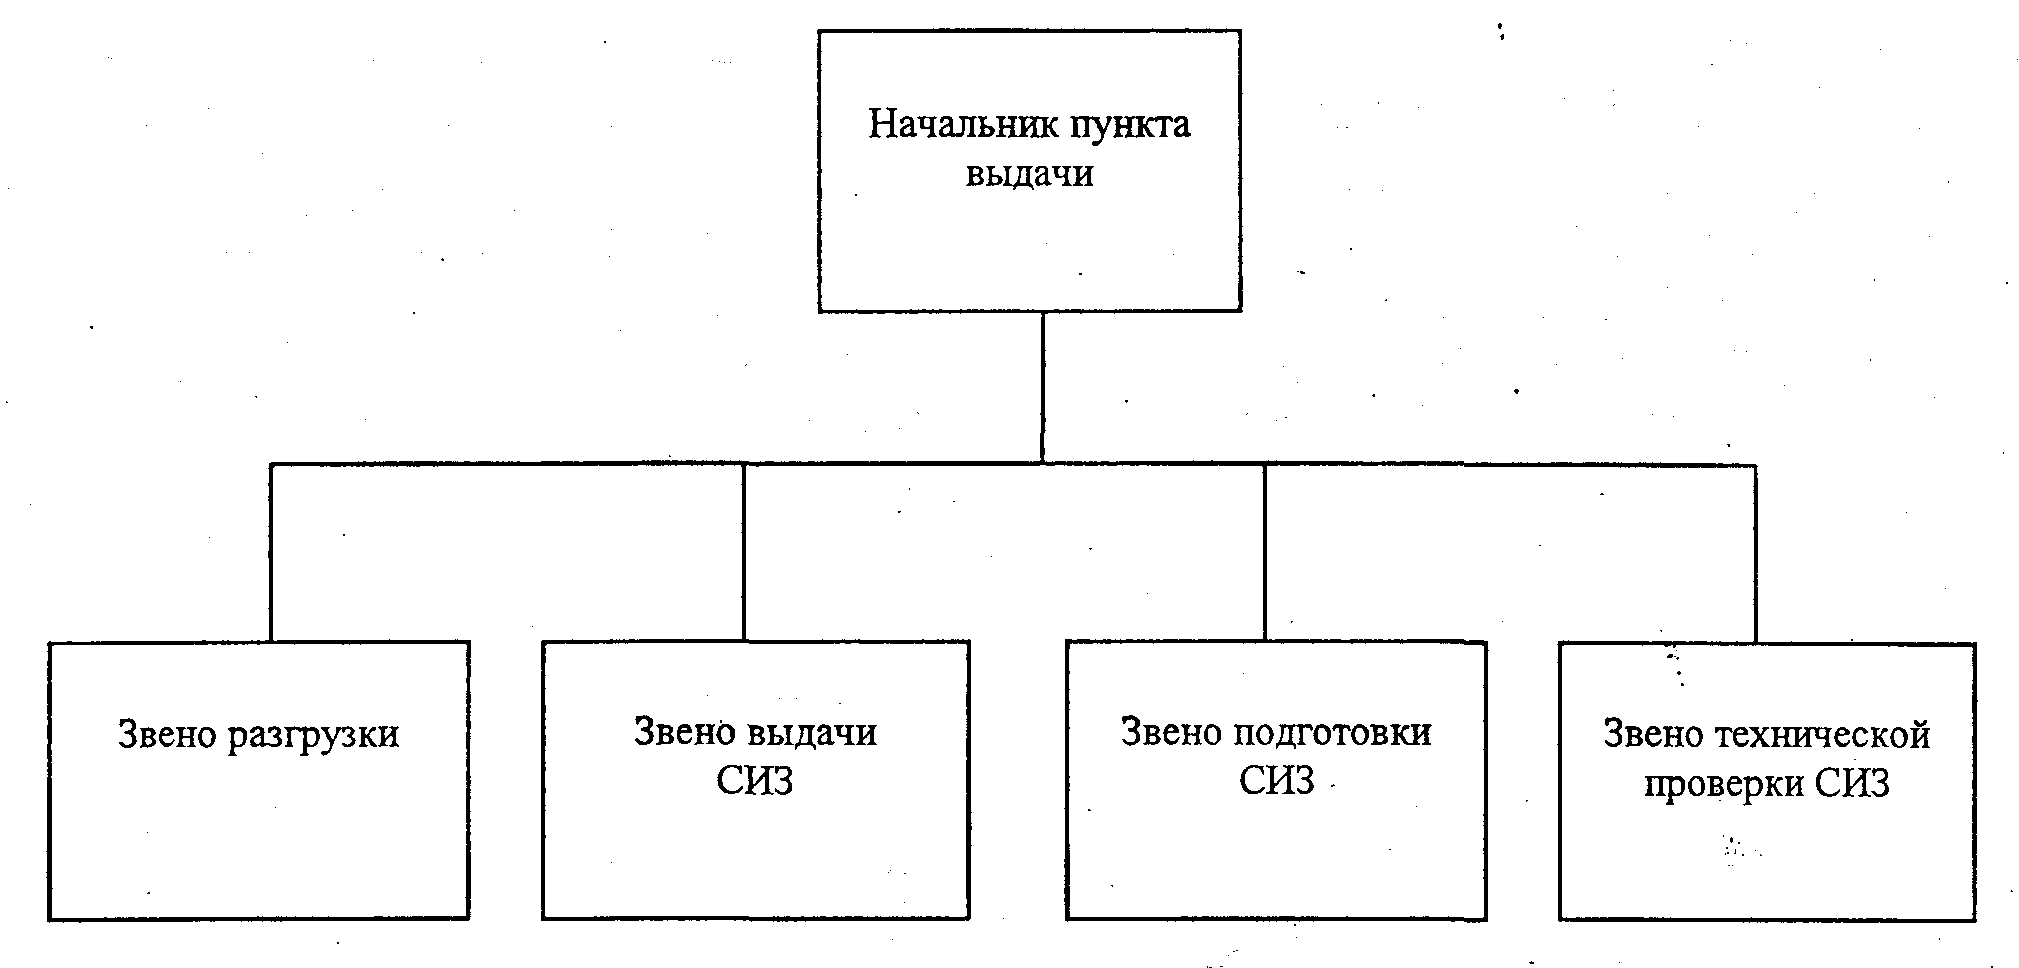 Начальник пункта
выдачи
Звено разгрузки
Звено выдачи
СИЗ
Звено подготовки
СИЗ
Звено технической
проверки СИЗ